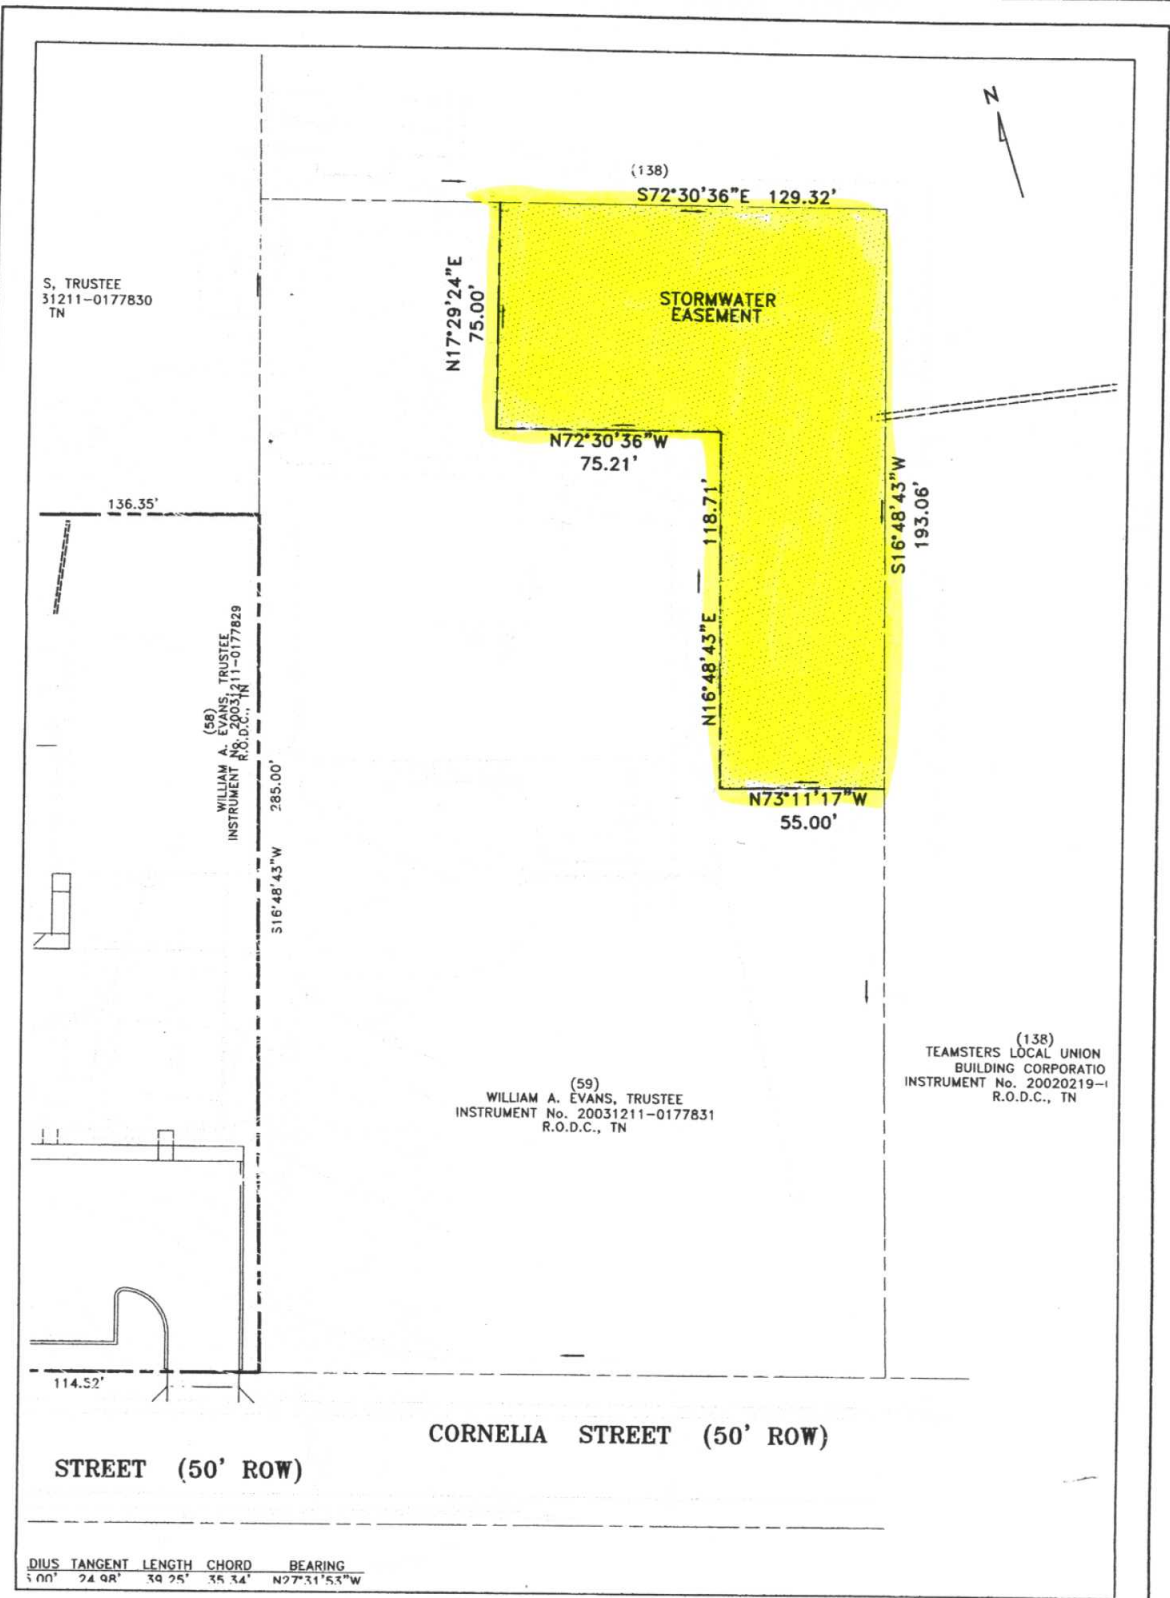 N
(138)
S72°30'36"E 129.32'
S, TRUSTEE
31211-0177830
TN
N17°29'24"E
75.00'
STORMWATER
EASEMENT
N72°30'36"W
75.21'
136.35'
N16°48'43"E 118.71'
S16°48'43"W
193.06'
(58)
WILLIAM A. EVANS, TRUSTEE
INSTRUMENT No. 20031211-0177829
R.O.D.C., TN
S16°48'43"W 285.00'
N73°11'17"W
55.00'
(59)
WILLIAM A. EVANS, TRUSTEE
INSTRUMENT No. 20031211-0177831
R.O.D.C., TN
(138)
TEAMSTERS LOCAL UNION
BUILDING CORPORATIO
INSTRUMENT No. 20020219-
R.O.D.C., TN
114.52'
CORNELIA STREET (50' ROW)
STREET (50' ROW)
DIUS TANGENT LENGTH CHORD BEARING
5.00' 24.98' 39.25' 35.34' N27°31'53"W